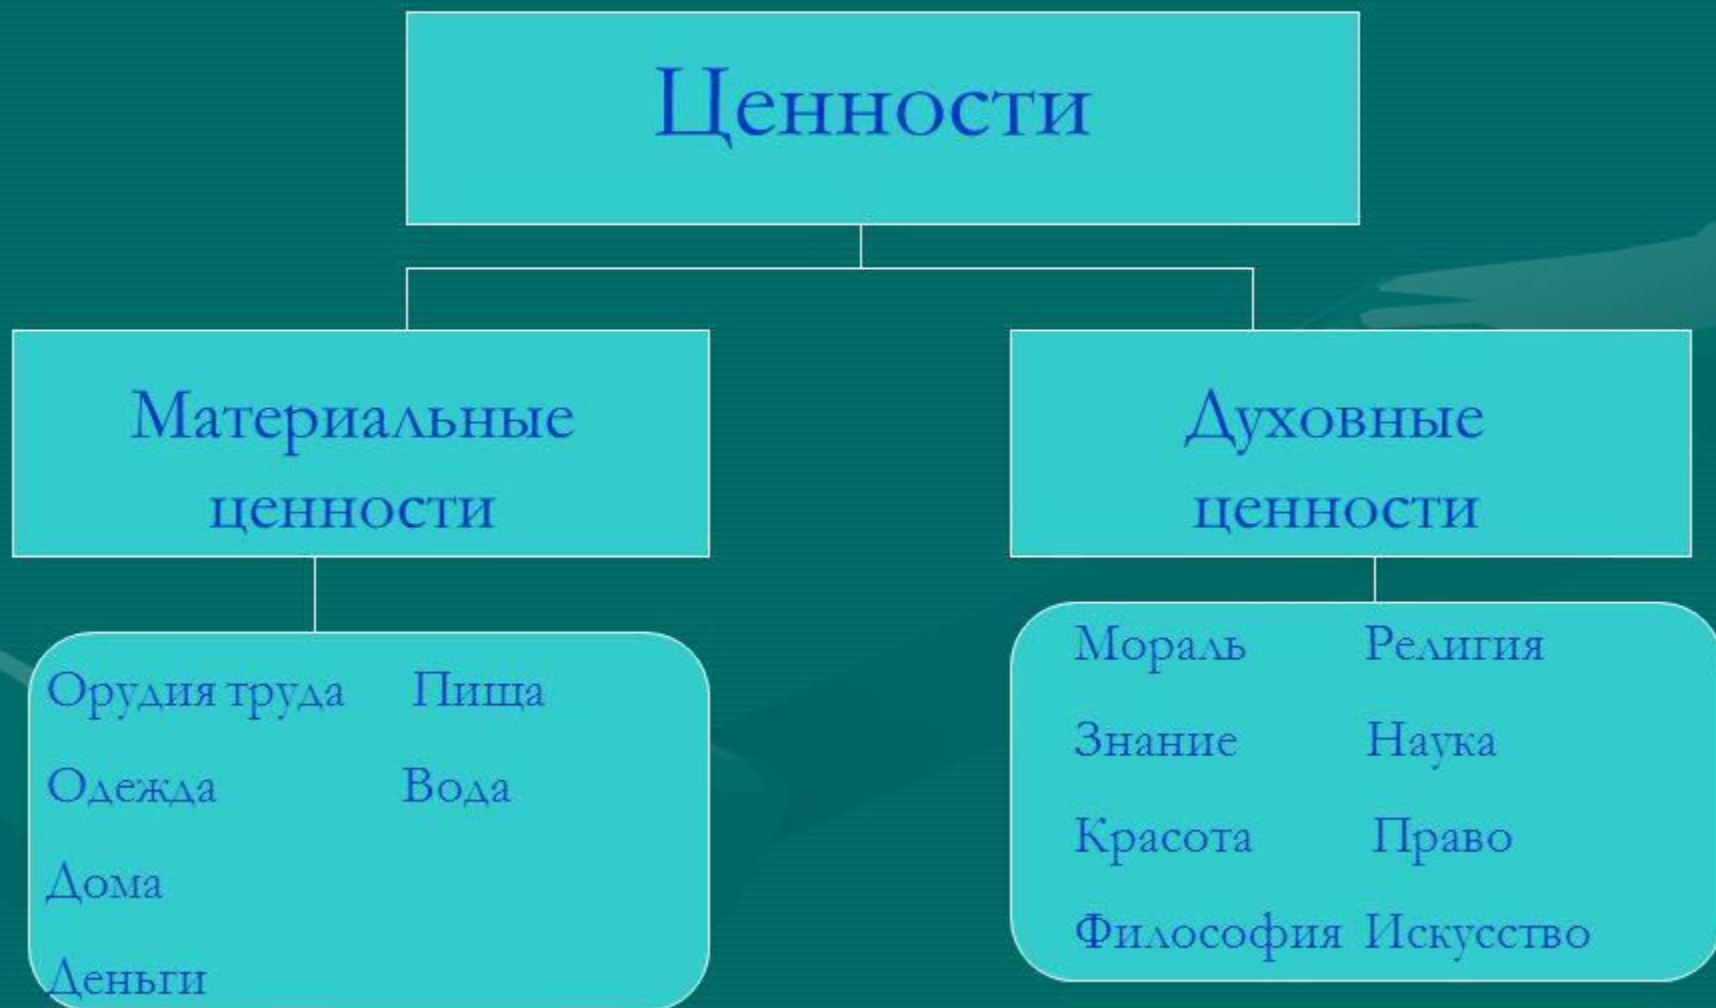 Ценности
Материальные
ценности
Орудия труда Пища
Одежда Вода
Дома
Деньги
Духовные
ценности
Мораль Религия
Знание Наука
Красота Право
Философия Искусство